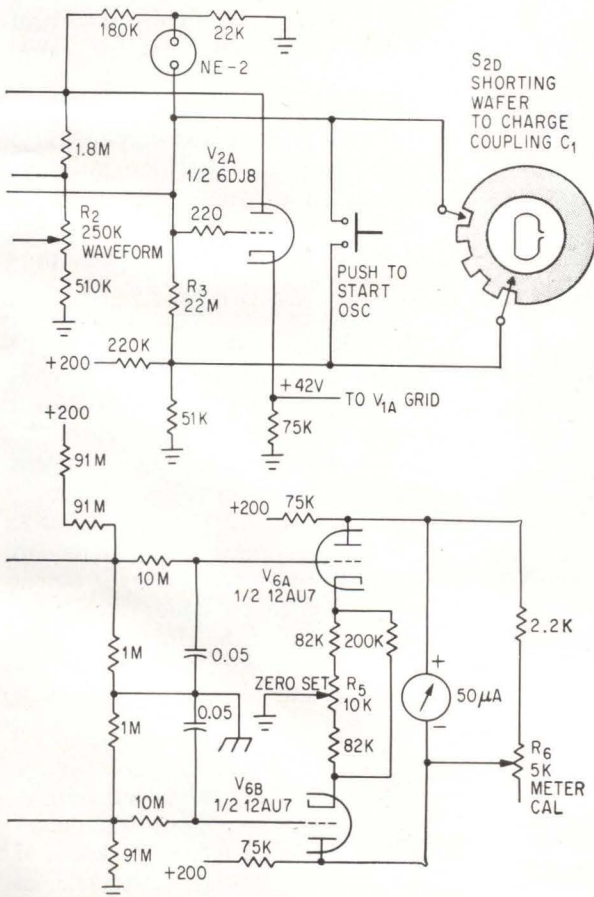 180K
22K
NE-2
S2D
SHORTING
WAFER
TO CHARGE
COUPLING C1
1.8M
V2A
1/2 6DJ8
R2
250K
WAVEFORM
220
PUSH TO
START
OSC
510K
R3
22M
+200
220K
+42V
TO V1A GRID
51K
75K
+200
91M
91M
+200
75K
10M
V6A
1/2 12AU7
82K
200K
2.2K
1M
0.05
ZERO SET
R5
10K
+
50μA
-
1M
0.05
82K
R6
5K
METER
CAL
10M
V6B
1/2 12AU7
91M
+200
75K